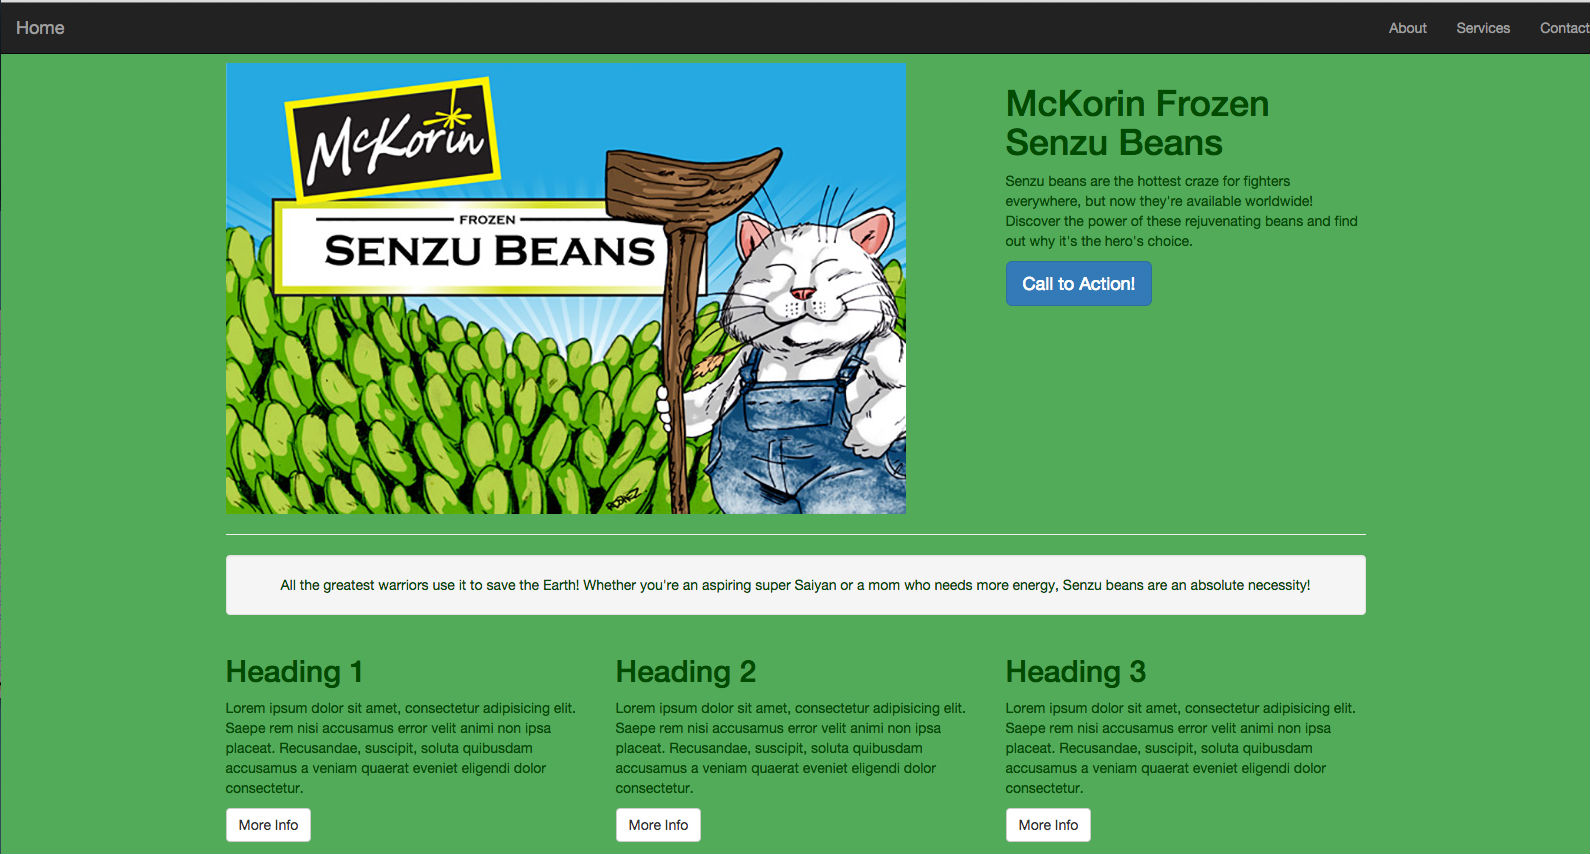 Home
About
Services
Contact
McKorin
FROZEN
SENZU BEANS
RODNEZ
McKorin Frozen
Senzu Beans
Senzu beans are the hottest craze for fighters
everywhere, but now they're available worldwide!
Discover the power of these rejuvenating beans and find
out why it's the hero's choice.
Call to Action!
All the greatest warriors use it to save the Earth! Whether you're an aspiring super Saiyan or a mom who needs more energy, Senzu beans are an absolute necessity!
Heading 1
Lorem ipsum dolor sit amet, consectetur adipisicing elit.
Saepe rem nisi accusamus error velit animi non ipsa
placeat. Recusandae, suscipit, soluta quibusdam
accusamus a veniam quaerat eveniet eligendi dolor
consectetur.
More Info
Heading 2
Lorem ipsum dolor sit amet, consectetur adipisicing elit.
Saepe rem nisi accusamus error velit animi non ipsa
placeat. Recusandae, suscipit, soluta quibusdam
accusamus a veniam quaerat eveniet eligendi dolor
consectetur.
More Info
Heading 3
Lorem ipsum dolor sit amet, consectetur adipisicing elit.
Saepe rem nisi accusamus error velit animi non ipsa
placeat. Recusandae, suscipit, soluta quibusdam
accusamus a veniam quaerat eveniet eligendi dolor
consectetur.
More Info